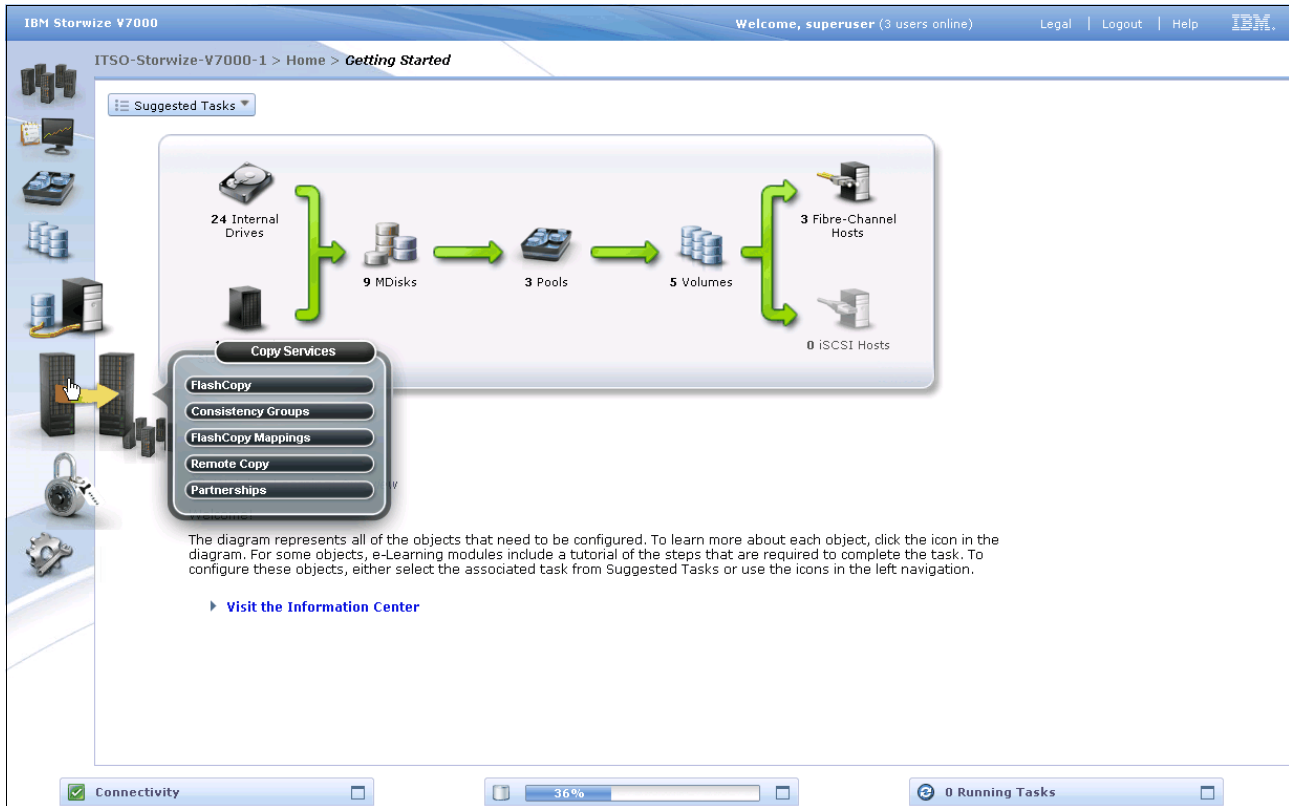 IBM Storwize V7000
Welcome, superuser (3 users online)
Legal | Logout | Help
IBM.
ITSO-Storwize-V7000-1 > Home > Getting Started
Suggested Tasks
24 Internal
Drives
3 Fibre-Channel
Hosts
9 MDisks
3 Pools
5 Volumes
0 iSCSI Hosts
Copy Services
FlashCopy
Consistency Groups
FlashCopy Mappings
Remote Copy
Partnerships
The diagram represents all of the objects that need to be configured. To learn more about each object, click the icon in the
diagram. For some objects, e-Learning modules include a tutorial of the steps that are required to complete the task. To
configure these objects, either select the associated task from Suggested Tasks or use the icons in the left navigation.
Visit the Information Center
Connectivity
36%
0 Running Tasks